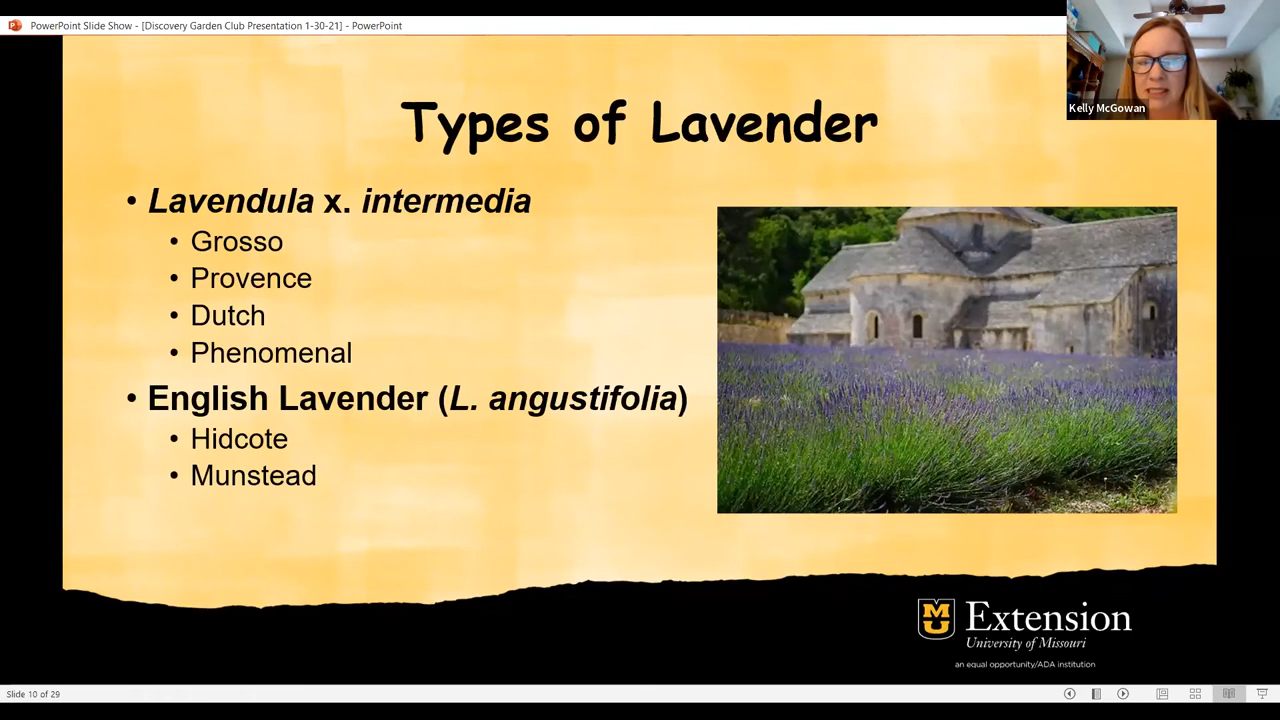 PowerPoint Slide Show - [Discovery Garden Club Presentation 1-30-21] - PowerPoint
Kelly McGowan
Types of Lavender
• Lavendula x. intermedia
• Grosso
• Provence
• Dutch
• Phenomenal
• English Lavender (L. angustifolia)
• Hidcote
• Munstead
MU Extension
University of Missouri
an equal opportunity/ADA institution
Slide 10 of 29